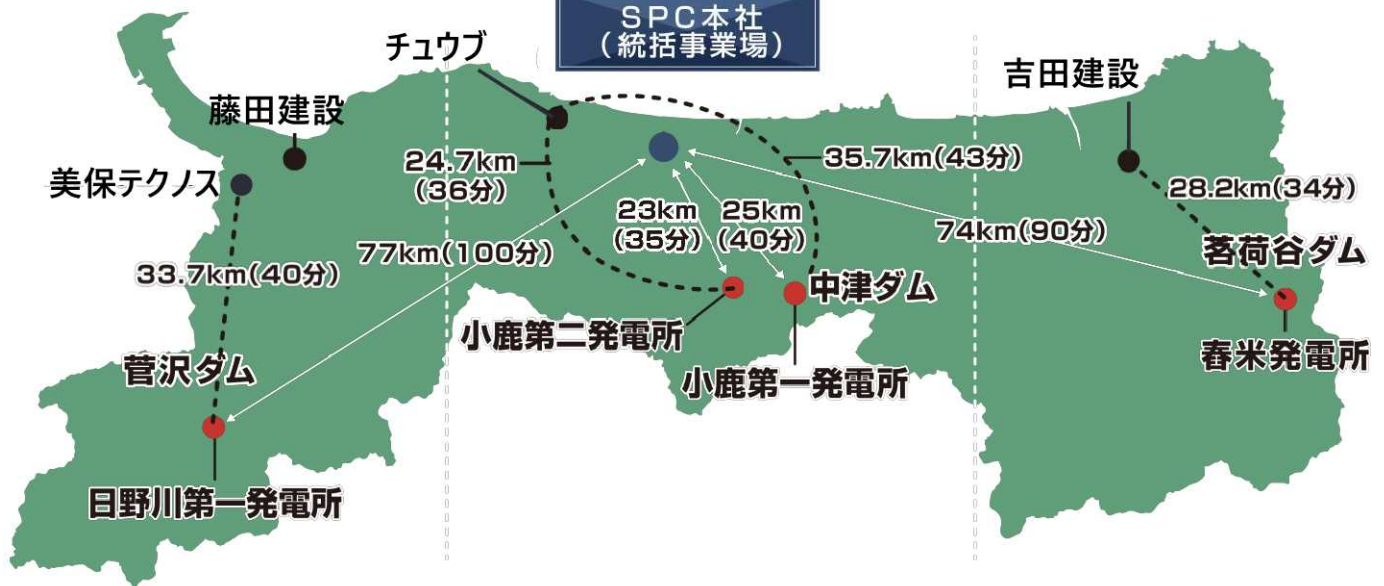 SPC本社
(統括事業場)
チュウブ
吉田建設
藤田建設
美保テクノス
24.7km
(36分)
35.7km(43分)
28.2km(34分)
23km
(35分)
25km
(40分)
77km(100分)
74km(90分)
33.7km(40分)
茗荷谷ダム
中津ダム
小鹿第二発電所
菅沢ダム
小鹿第一発電所
舂米発電所
日野川第一発電所